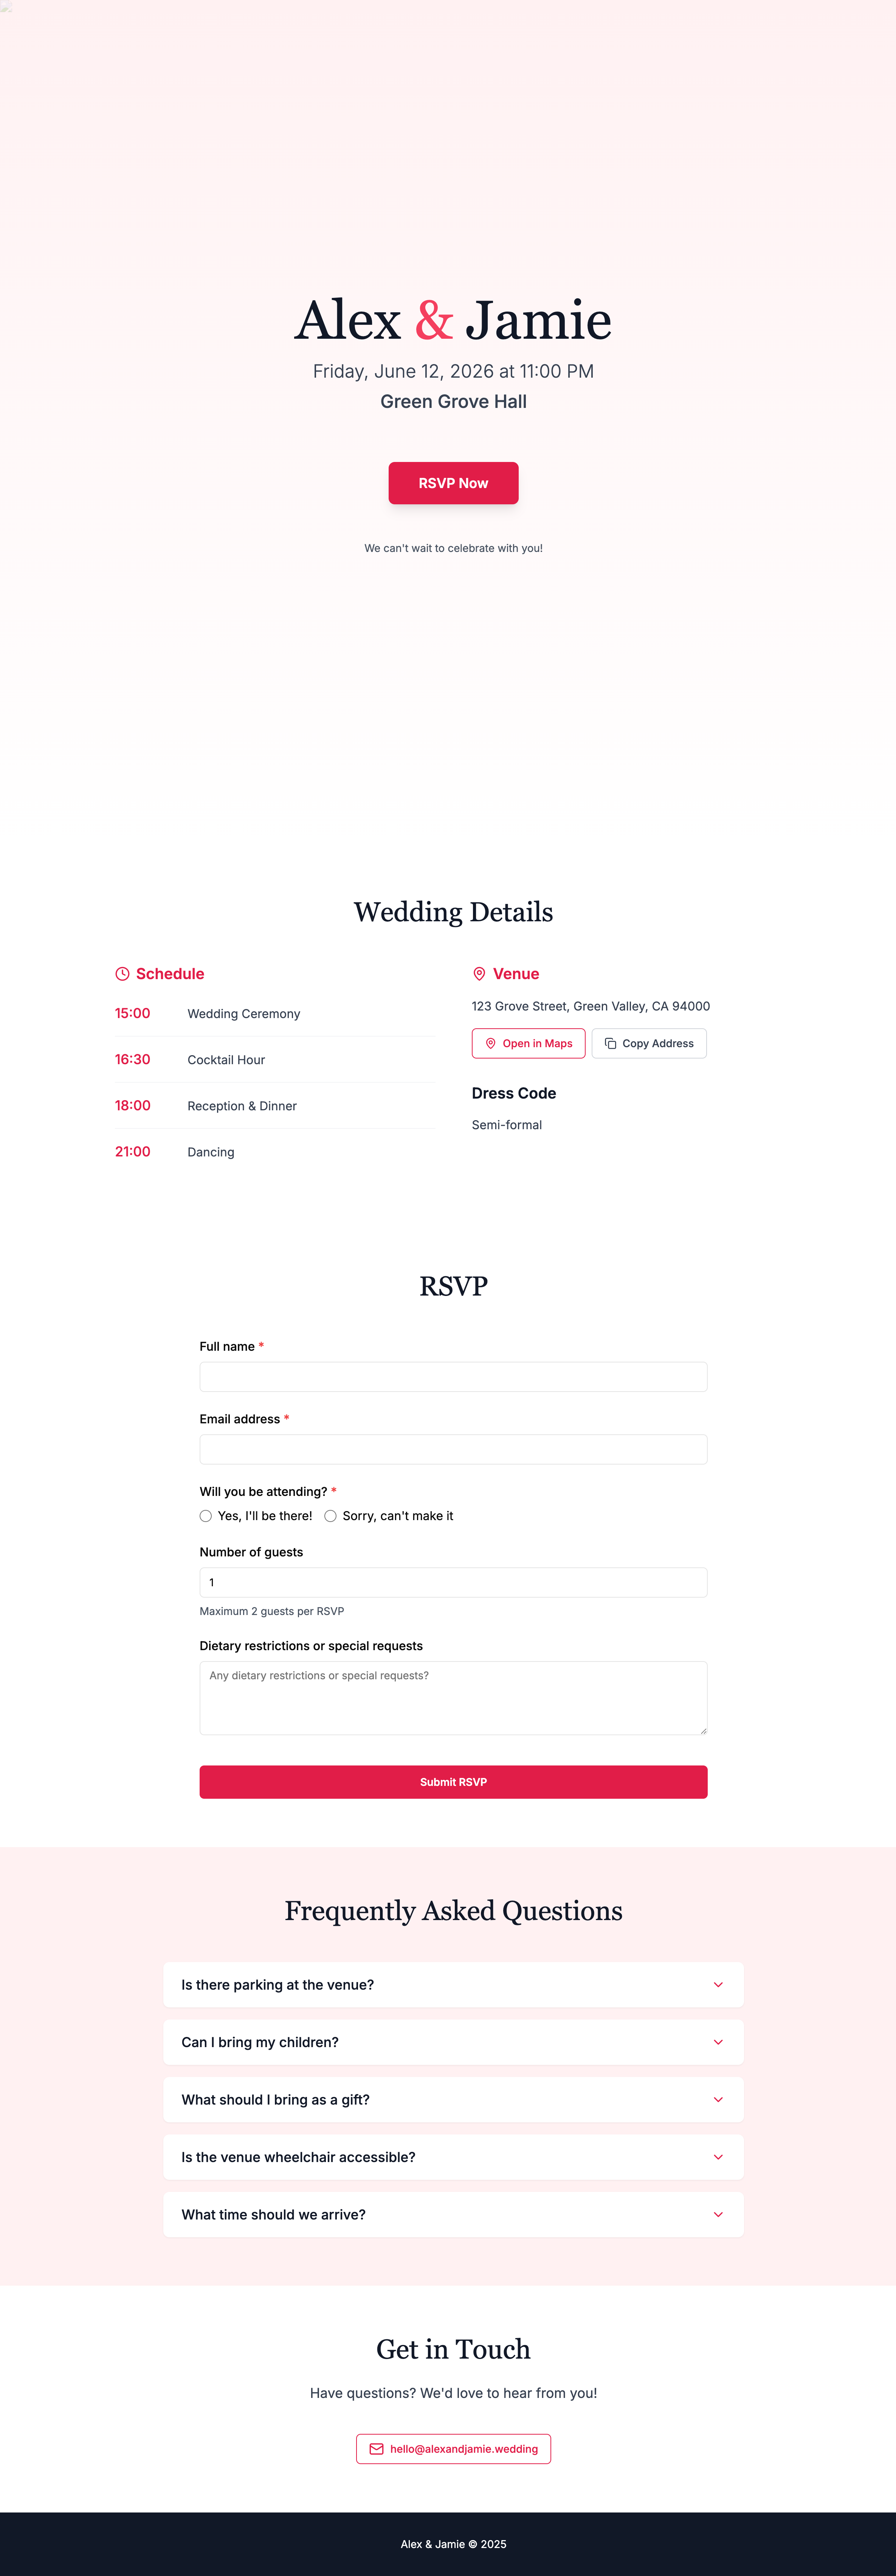 Alex & Jamie
Friday, June 12, 2026 at 11:00 PM
Green Grove Hall
RSVP Now
We can't wait to celebrate with you!
Wedding Details
Schedule
15:00 Wedding Ceremony
16:30 Cocktail Hour
18:00 Reception & Dinner
21:00 Dancing
Venue
123 Grove Street, Green Valley, CA 94000
Open in Maps
Copy Address
Dress Code
Semi-formal
RSVP
Full name *
Email address *
Will you be attending? *
Yes, I'll be there! Sorry, can't make it
Number of guests
1
Maximum 2 guests per RSVP
Dietary restrictions or special requests
Any dietary restrictions or special requests?
Submit RSVP
Frequently Asked Questions
Is there parking at the venue?
Can I bring my children?
What should I bring as a gift?
Is the venue wheelchair accessible?
What time should we arrive?
Get in Touch
Have questions? We'd love to hear from you!
hello@alexandjamie.wedding
Alex & Jamie © 2025